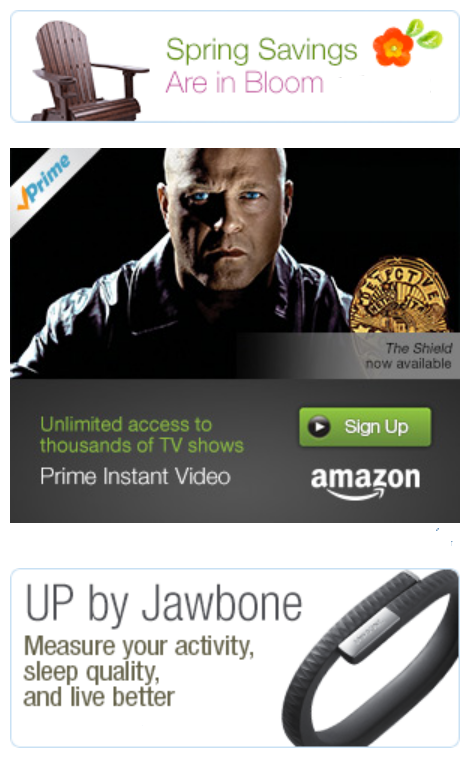 Spring Savings
Are in Bloom
Prime
DETECTIVE
The Shield
now available
Unlimited access to
thousands of TV shows
Sign Up
Prime Instant Video
amazon
UP by Jawbone
Measure your activity,
sleep quality,
and live better